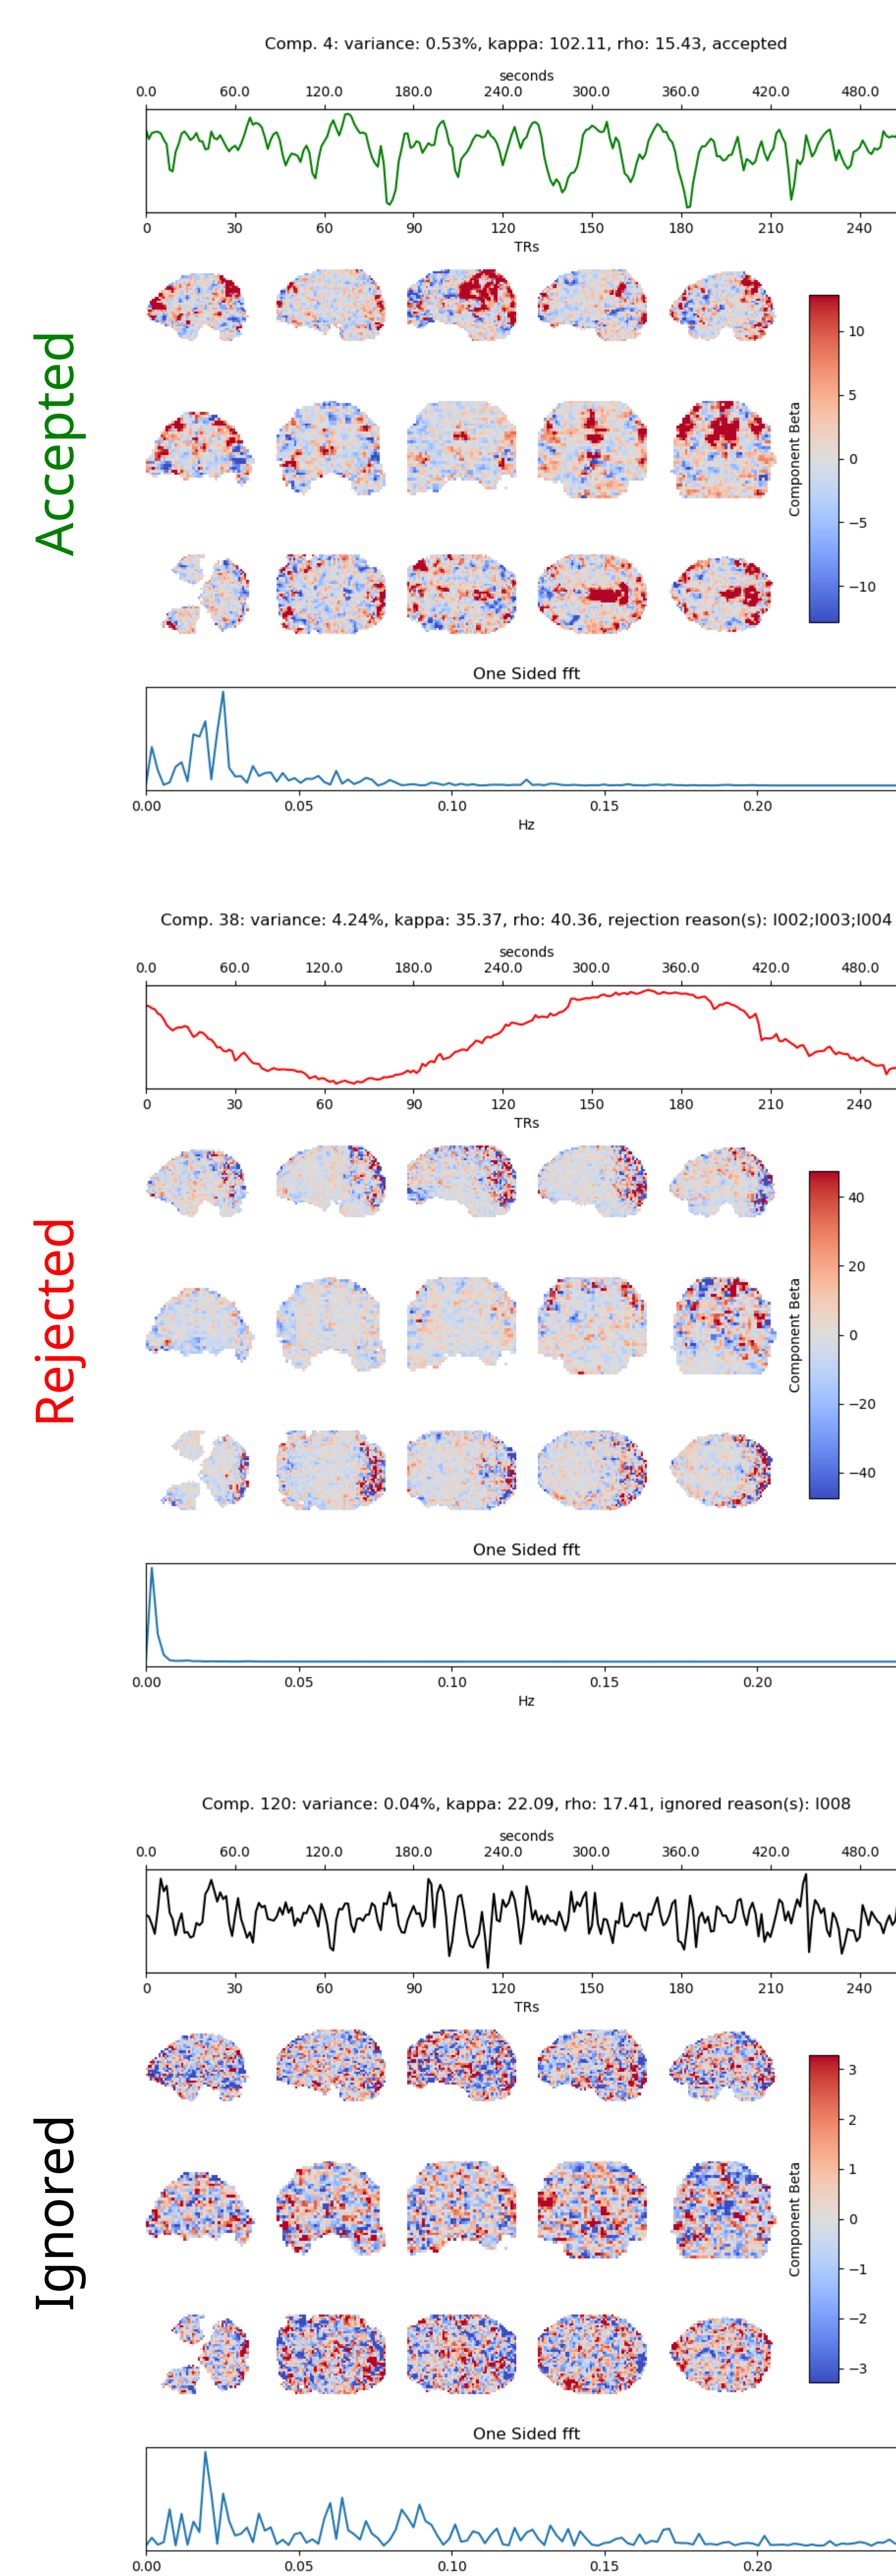 Comp. 4: variance: 0.53%, kappa: 102.11, rho: 15.43, accepted
seconds
0.0 60.0 120.0 180.0 240.0 300.0 360.0 420.0 480.0
0 30 60 90 120 150 180 210 240
TRs
Accepted
10
5
0
−5
−10
Component Beta
One Sided fft
0.00 0.05 0.10 0.15 0.20
Hz
Comp. 38: variance: 4.24%, kappa: 35.37, rho: 40.36, rejection reason(s): I002;I003;I004
seconds
0.0 60.0 120.0 180.0 240.0 300.0 360.0 420.0 480.0
0 30 60 90 120 150 180 210 240
TRs
Rejected
40
20
0
−20
−40
Component Beta
One Sided fft
0.00 0.05 0.10 0.15 0.20
Hz
Comp. 120: variance: 0.04%, kappa: 22.09, rho: 17.41, ignored reason(s): I008
seconds
0.0 60.0 120.0 180.0 240.0 300.0 360.0 420.0 480.0
0 30 60 90 120 150 180 210 240
TRs
Ignored
3
2
1
0
−1
−2
−3
Component Beta
One Sided fft
0.00 0.05 0.10 0.15 0.20